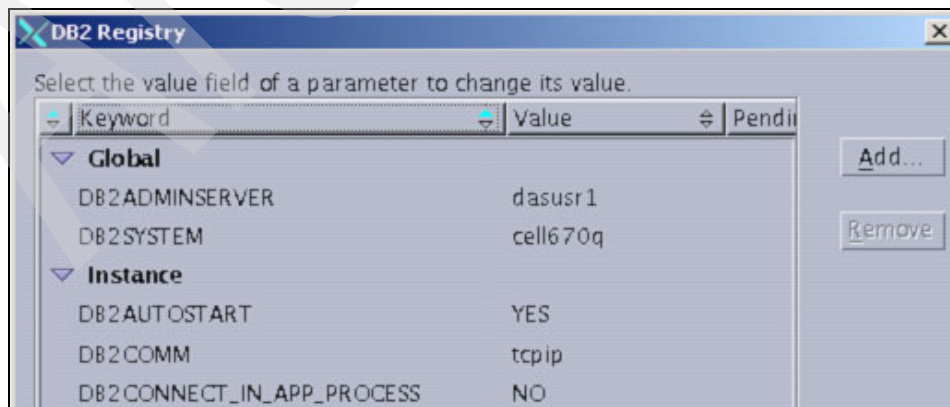 DB2 Registry
Select the value field of a parameter to change its value.
Keyword Value Pendin
Global
DB2ADMINSERVER dasusr1
DB2SYSTEM cell670q
Instance
DB2AUTOSTART YES
DB2COMM tcpip
DB2CONNECT_IN_APP_PROCESS NO
Add...
Remove